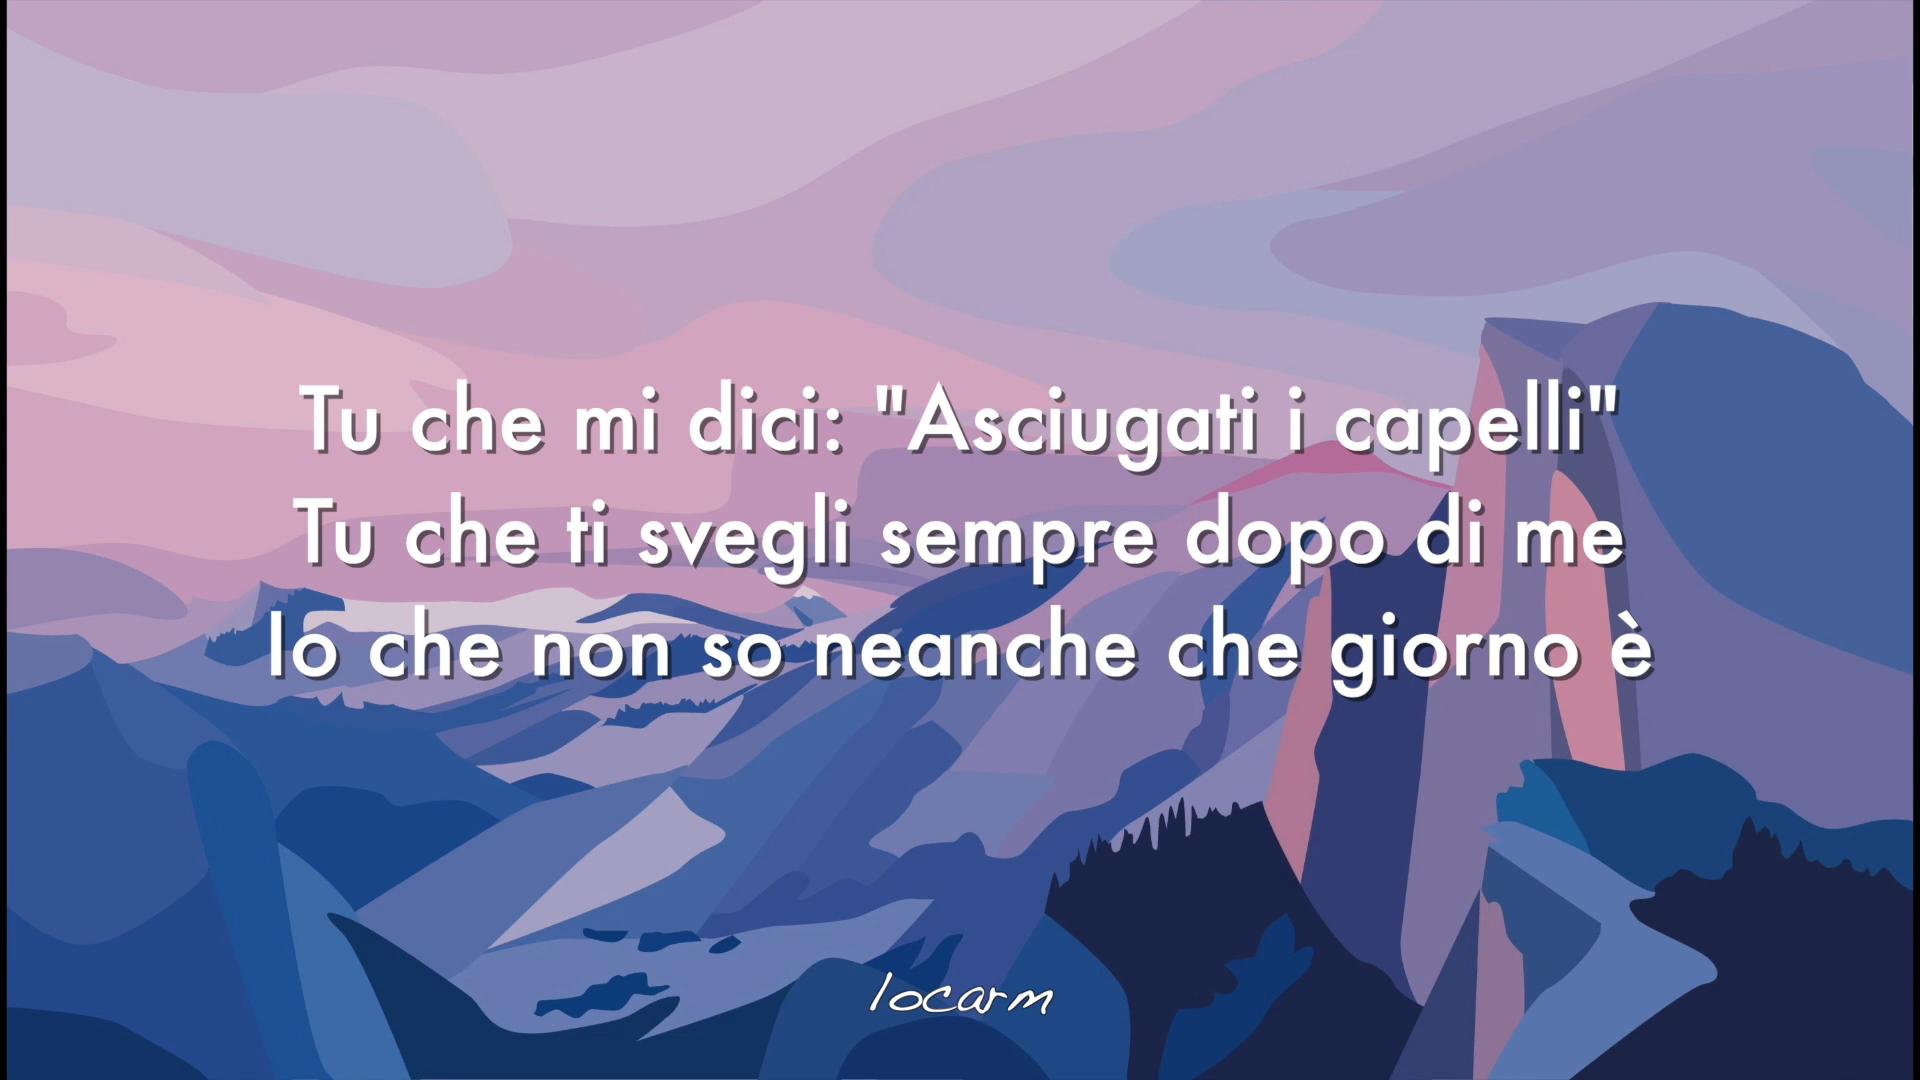 Tu che mi dici: "Asciugati i capelli"
Tu che ti svegli sempre dopo di me
Io che non so neanche che giorno è
locarm